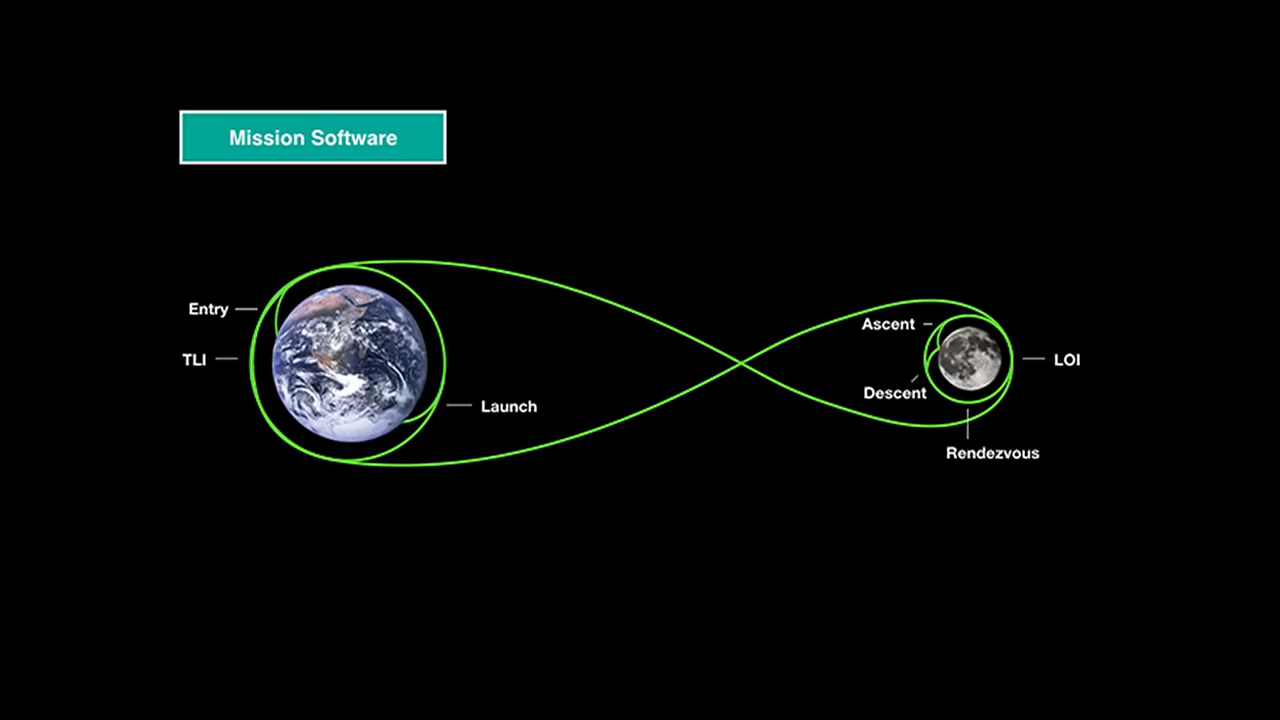 Mission Software
Entry
TLI
Launch
Ascent
Descent
LOI
Rendezvous